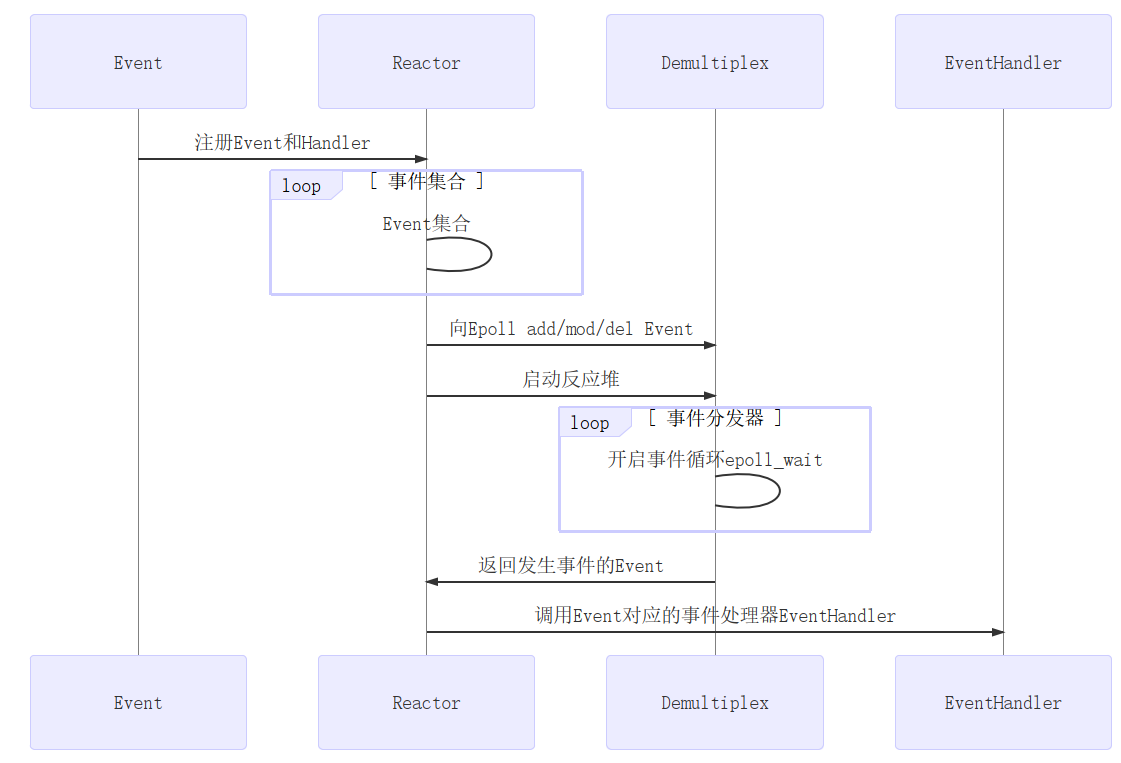 Event
Reactor
Demultiplex
EventHandler
注册Event和Handler
loop
[ 事件集合 ]
Event集合
向Epoll add/mod/del Event
启动反应堆
loop
[ 事件分发器 ]
开启事件循环epoll_wait
返回发生事件的Event
调用Event对应的事件处理器EventHandler
Event
Reactor
Demultiplex
EventHandler